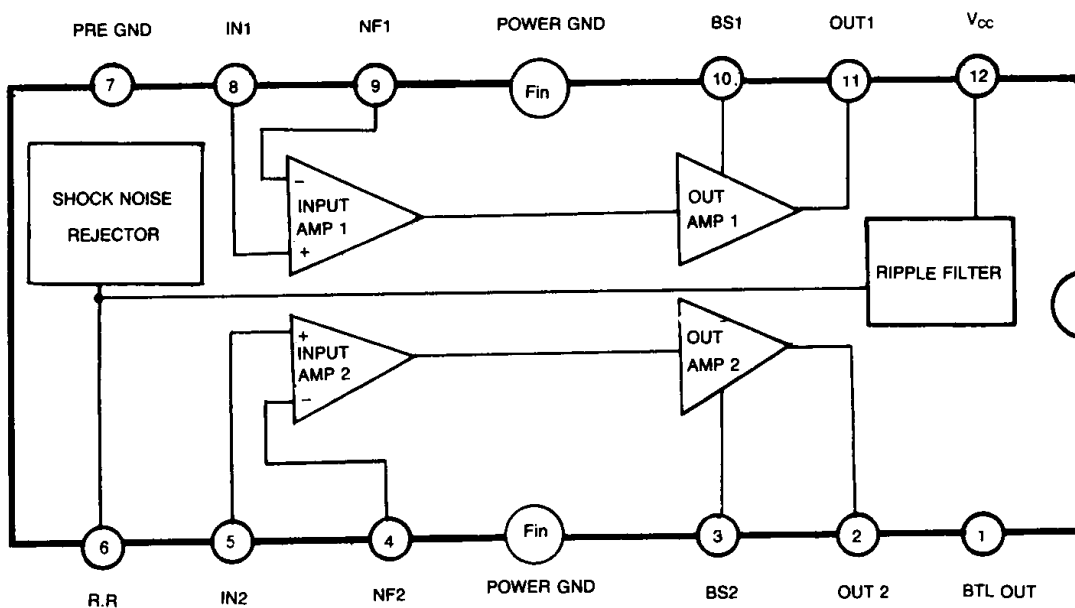 PRE GND
IN1
NF1
POWER GND
BS1
OUT1
VCC
7
8
9
Fin
10
11
12
SHOCK NOISE
REJECTOR
−
INPUT
AMP 1
+
OUT
AMP 1
RIPPLE FILTER
+
INPUT
AMP 2
−
OUT
AMP 2
6
5
4
Fin
3
2
1
R.R
IN2
NF2
POWER GND
BS2
OUT 2
BTL OUT